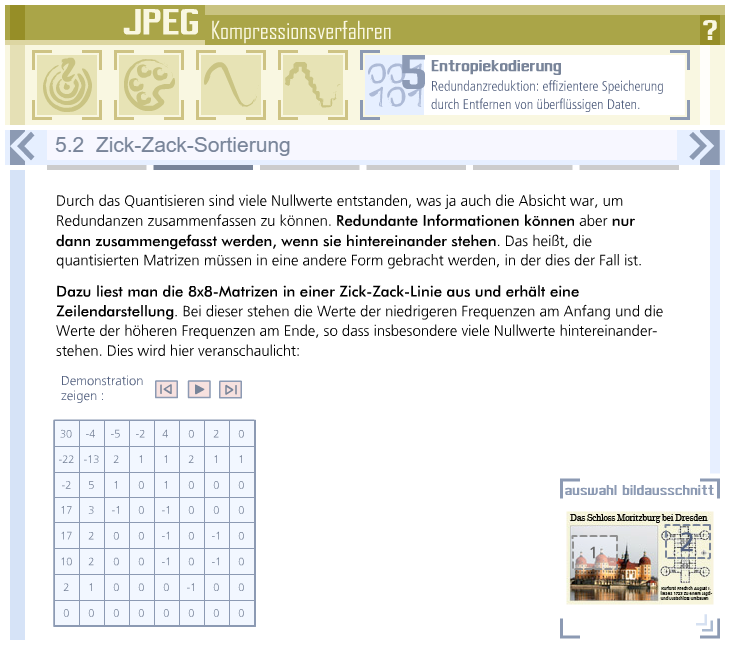 JPEG Kompressionsverfahren ?
5 Entropiekodierung
Redundanzreduktion: effizientere Speicherung
durch Entfernen von überflüssigen Daten.
5.2 Zick-Zack-Sortierung
Durch das Quantisieren sind viele Nullwerte entstanden, was ja auch die Absicht war, um
Redundanzen zusammenfassen zu können. Redundante Informationen können aber nur
dann zusammengefasst werden, wenn sie hintereinander stehen. Das heißt, die
quantisierten Matrizen müssen in eine andere Form gebracht werden, in der dies der Fall ist.
Dazu liest man die 8x8-Matrizen in einer Zick-Zack-Linie aus und erhält eine
Zeilendarstellung. Bei dieser stehen die Werte der niedrigeren Frequenzen am Anfang und die
Werte der höheren Frequenzen am Ende, so dass insbesondere viele Nullwerte hintereinander-
stehen. Dies wird hier veranschaulicht:
Demonstration
zeigen :
30 -4 -5 -2 4 0 2 0
-22 -13 2 1 1 2 1 1
-2 5 1 0 1 0 0 0
17 3 -1 0 -1 0 0 0
17 2 0 0 -1 0 -1 0
10 2 0 0 -1 0 -1 0
2 1 0 0 0 -1 0 0
0 0 0 0 0 0 0 0
auswahl bildausschnitt
Das Schloss Moritzburg bei Dresden
1
2